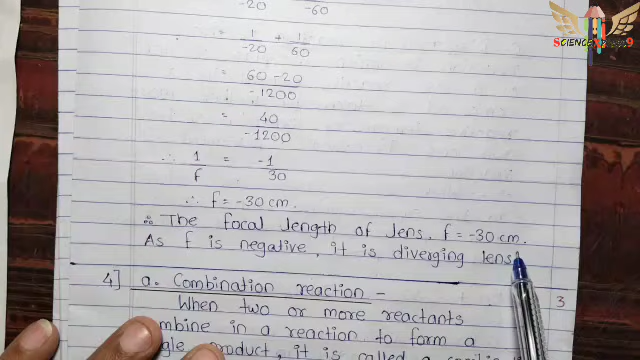 -20 -60
∴ = 1/-20 + 1/60
= 60 - 20/-1200
= 40/-1200
∴ 1/f = -1/30
∴ f = -30 cm
∴ The focal length of lens, f = -30 cm.
As f is negative, it is diverging lens
4] a. Combination reaction -
When two or more reactants
combine in a reaction to form a
product, it is called a
3